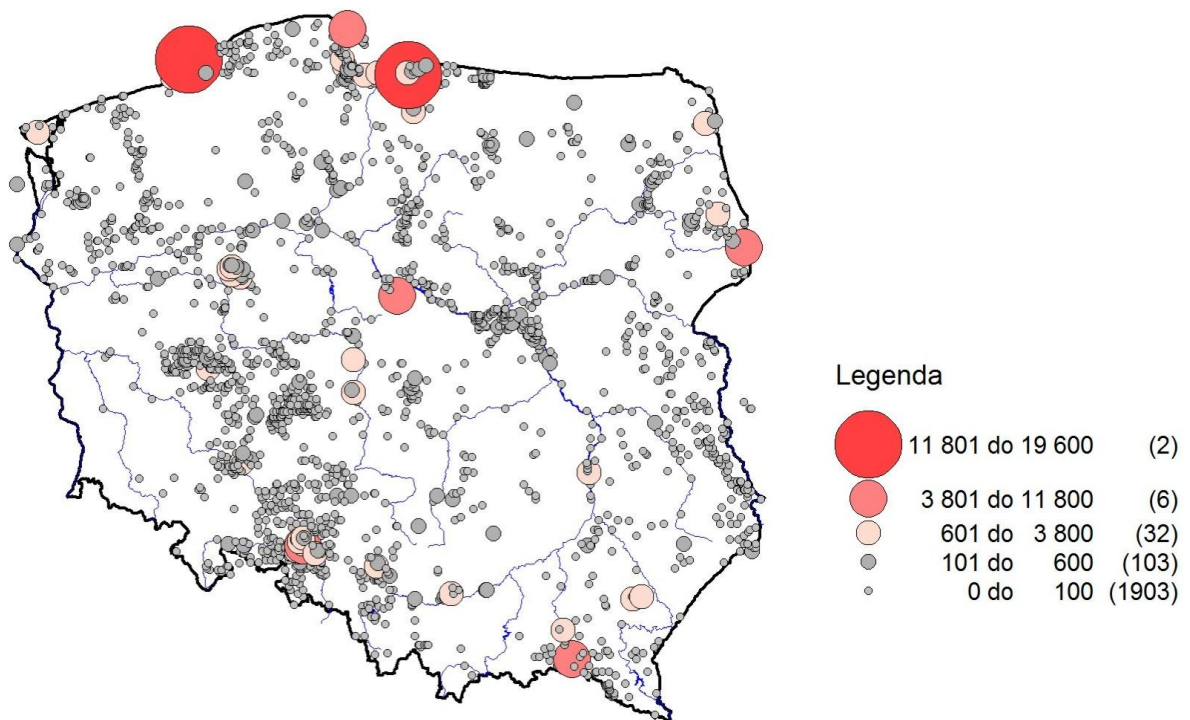 Legenda
11 801 do 19 600 (2)
3 801 do 11 800 (6)
601 do 3 800 (32)
101 do 600 (103)
0 do 100 (1903)